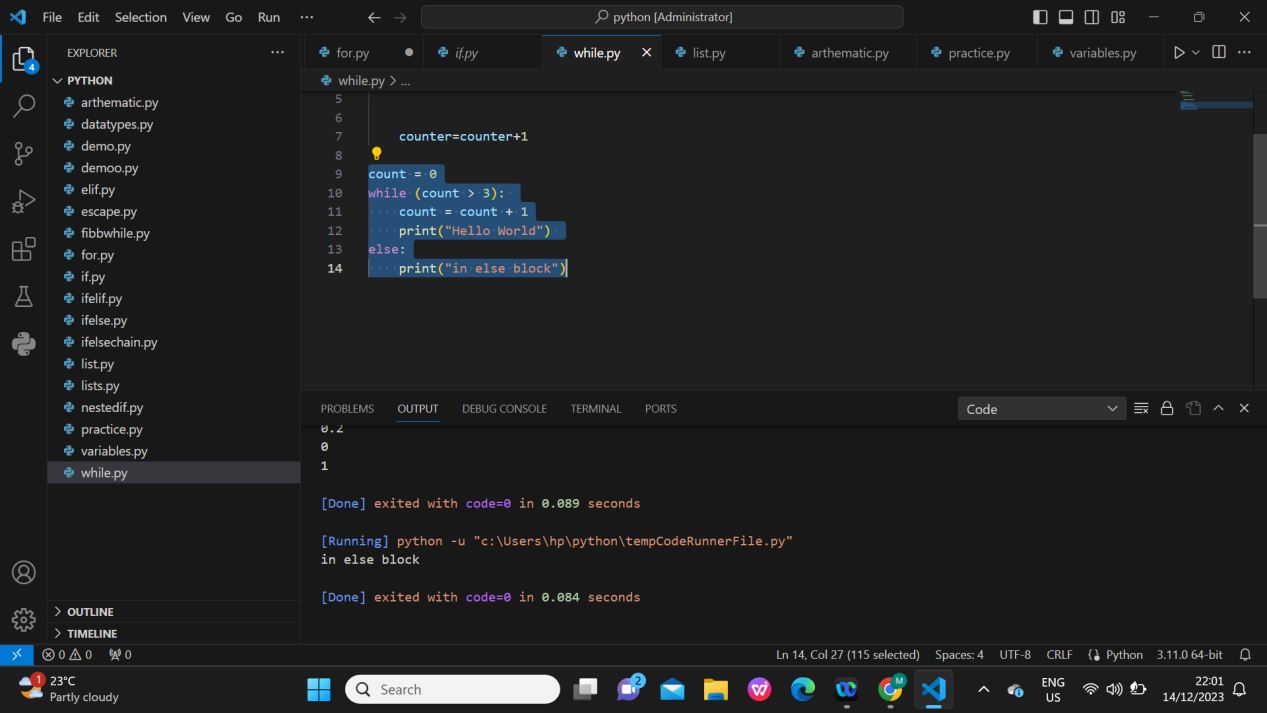 File Edit Selection View Go Run ··· python [Administrator]
EXPLORER ···
for.py if.py while.py list.py arthematic.py practice.py variables.py
PYTHON
while.py > ...
4
arthematic.py
datatypes.py
demo.py
demoo.py
elif.py
escape.py
fibbwhile.py
for.py
if.py
ifelif.py
ifelse.py
ifelsechain.py
list.py
lists.py
nestedif.py
practice.py
variables.py
while.py
OUTLINE
TIMELINE
5
6
7 counter=counter+1
8
9 count = 0
10 while (count > 3):
11 count = count + 1
12 print("Hello World")
13 else:
14 print("in else block")
PROBLEMS OUTPUT DEBUG CONSOLE TERMINAL PORTS Code
0.2
0
1
[Done] exited with code=0 in 0.089 seconds
[Running] python -u "c:\Users\hp\python\tempCodeRunnerFile.py"
in else block
[Done] exited with code=0 in 0.084 seconds
0 0 0 Ln 14, Col 27 (115 selected) Spaces: 4 UTF-8 CRLF Python 3.11.0 64-bit
1 23°C
Partly cloudy
Search
2
M
ENG
US
22:01
14/12/2023